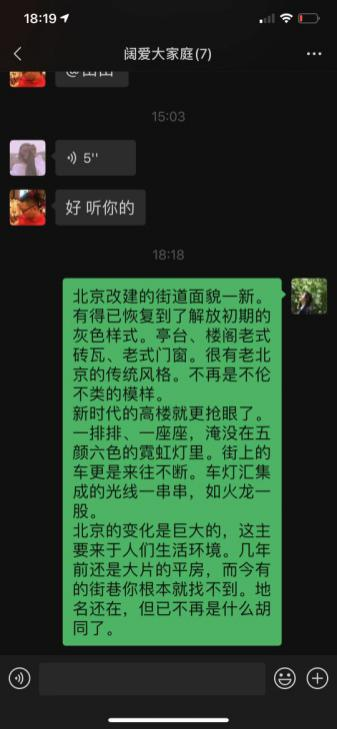 18:19
阔爱大家庭(7)
15:03
5''
好 听你的
18:18
北京改建的街道面貌一新。
有得已恢复到了解放初期的
灰色样式。亭台、楼阁老式
砖瓦、老式门窗。很有老北
京的传统风格。不再是不伦
不类的模样。
新时代的高楼就更抢眼了。
一排排、一座座，淹没在五
颜六色的霓虹灯里。街上的
车更是来往不断。车灯汇集
成的光线一串串，如火龙一
股。
北京的变化是巨大的，这主
要来于人们生活环境。几年
前还是大片的平房，而今有
的街巷你根本就找不到。地
名还在，但已不再是什么胡
同了。